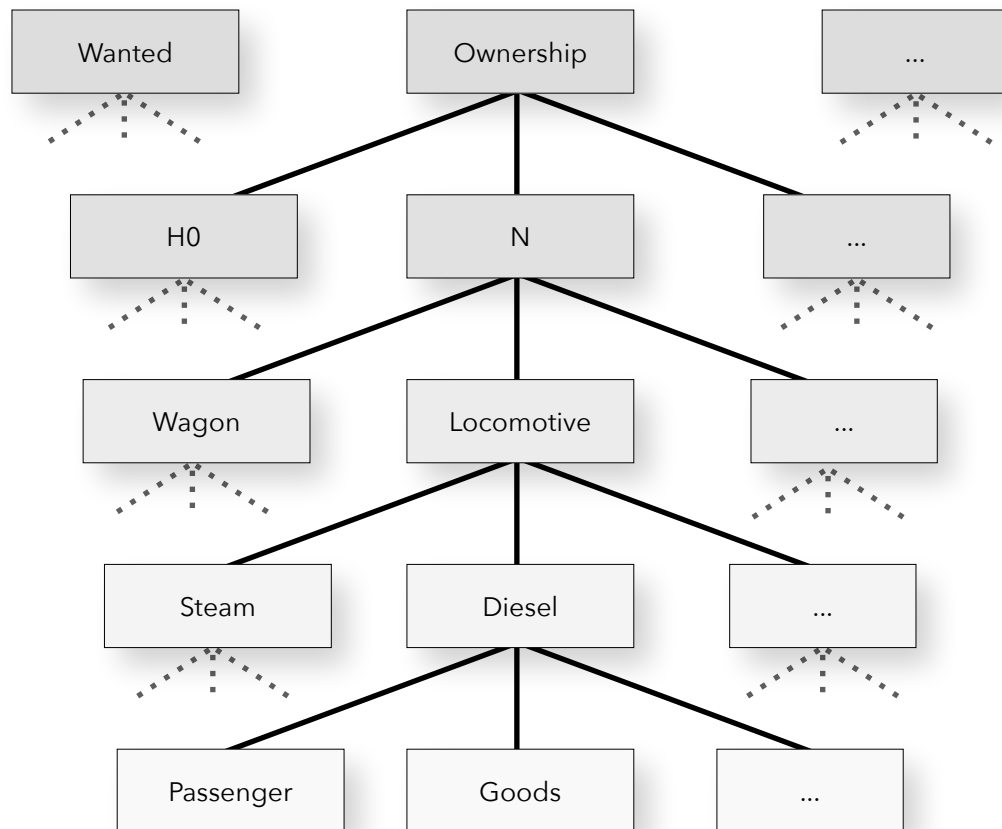 Wanted
Ownership
...
H0
N
...
Wagon
Locomotive
...
Steam
Diesel
...
Passenger
Goods
...